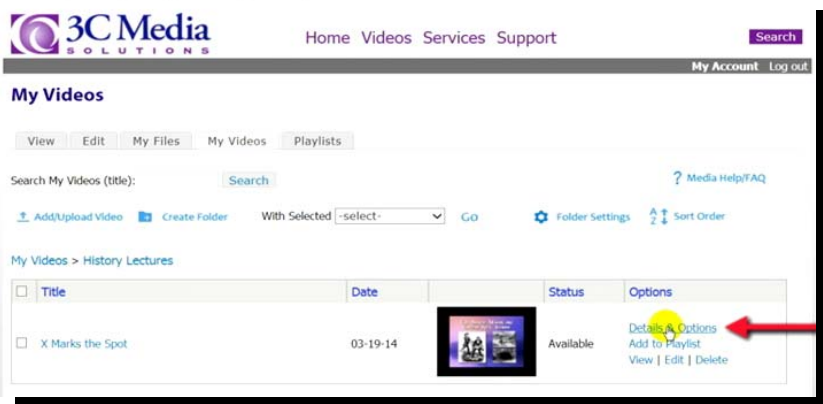 3C Media
SOLUTIONS
Home Videos Services Support
Search
My Account Log out
My Videos
View Edit My Files My Videos Playlists
Search My Videos (title): Search
? Media Help/FAQ
Add/Upload Video Create Folder With Selected -select- Go Folder Settings A Z Sort Order
My Videos > History Lectures
Title Date Status Options
X Marks the Spot 03-19-14 Available
Details & Options
Add to Playlist
View | Edit | Delete